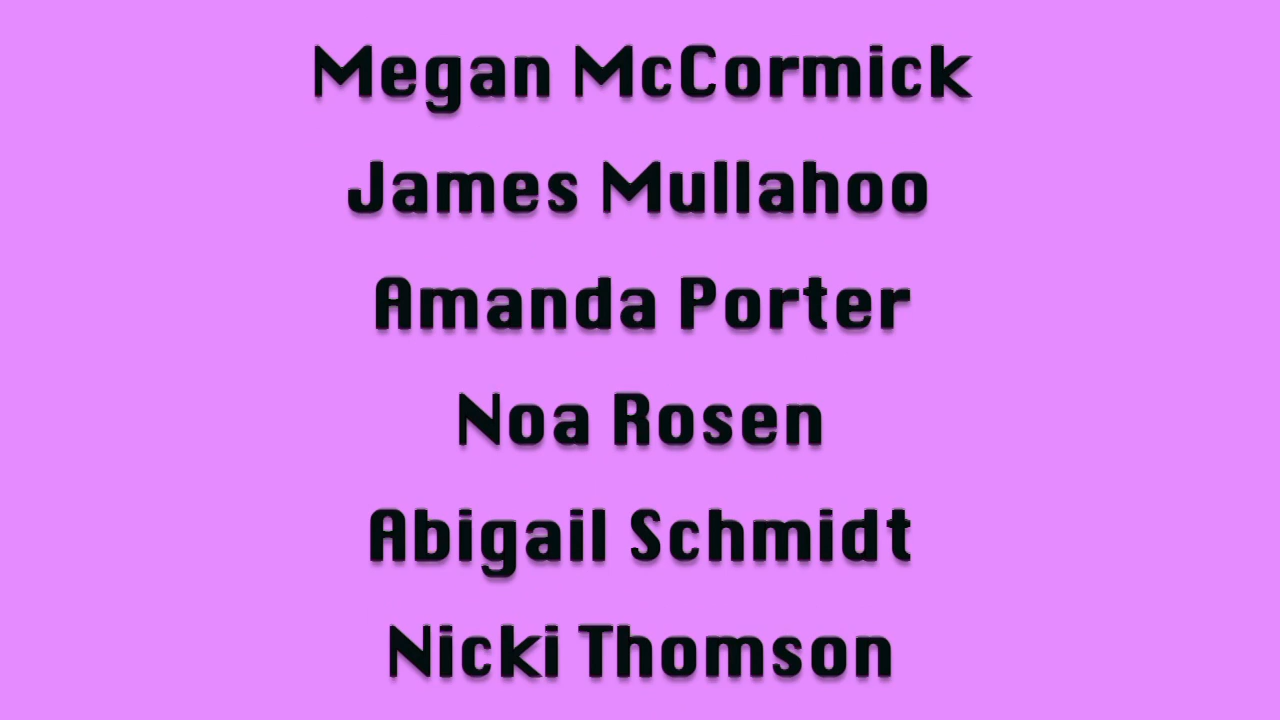 Megan McCormick
James Mullahoo
Amanda Porter
Noa Rosen
Abigail Schmidt
Nicki Thomson